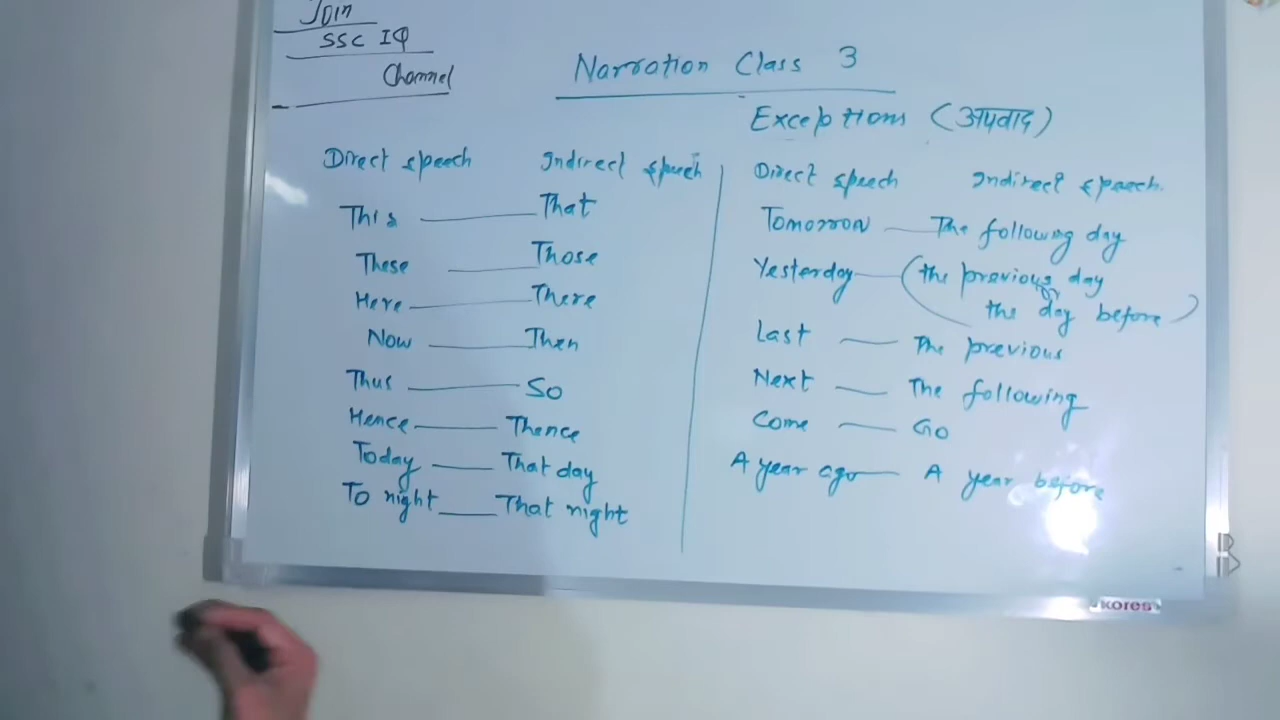 Join
SSC IQ
Channel
Narration Class 3
Exceptions (अपवाद)
Direct speech Indirect speech
This That
These Those
Here There
Now Then
Thus So
Hence Thence
Today That day
To night That night
Direct speech Indirect speech.
Tomorrow The following day
Yesterday (the previous day
or
the day before)
Last The previous
Next The following
Come Go
A year ago A year before
kores